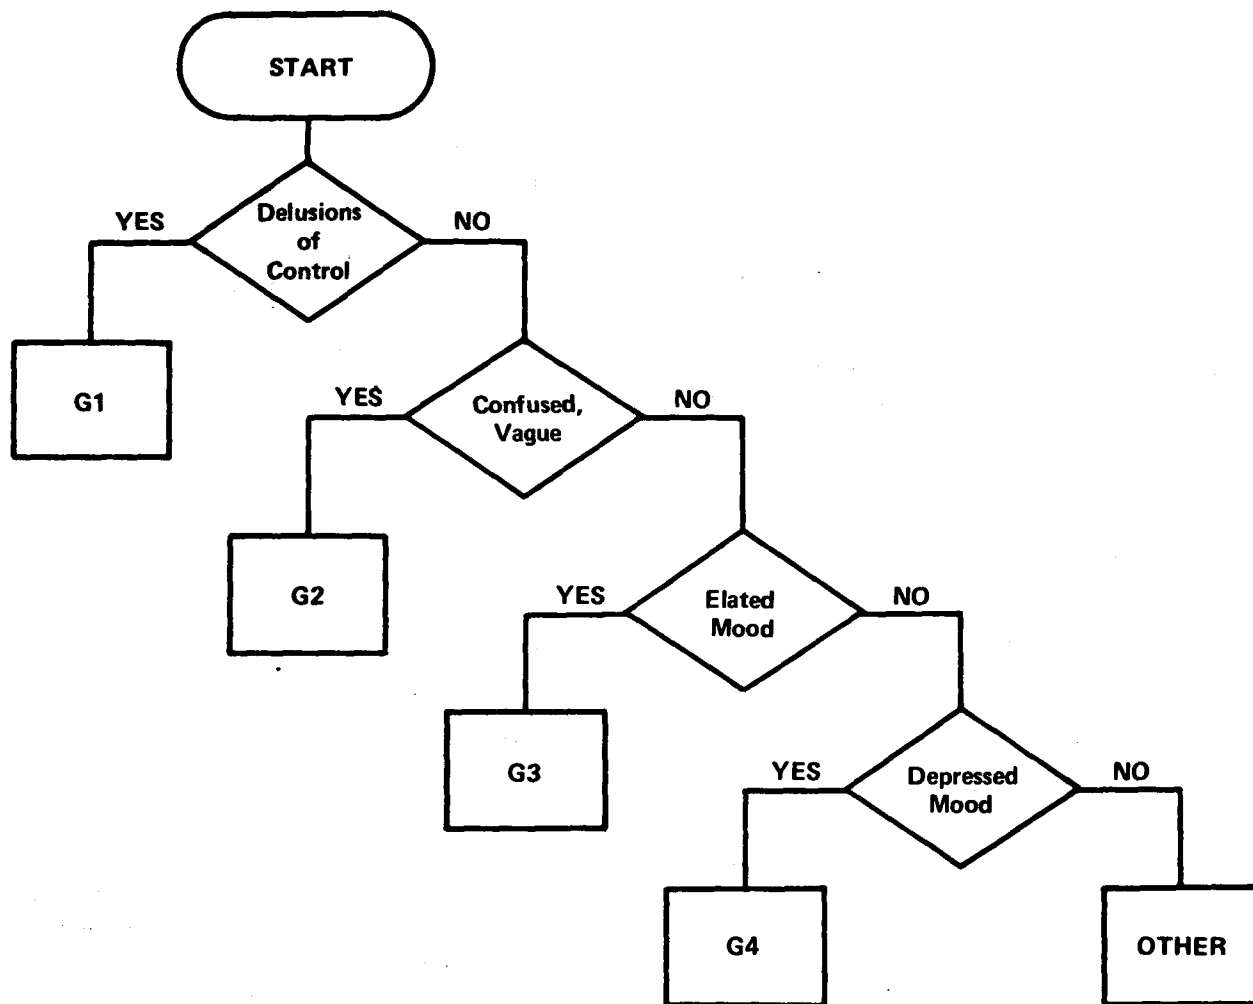 START
YES
Delusions
of
Control
NO
G1
YES
Confused,
Vague
NO
G2
YES
Elated
Mood
NO
G3
YES
Depressed
Mood
NO
G4
OTHER